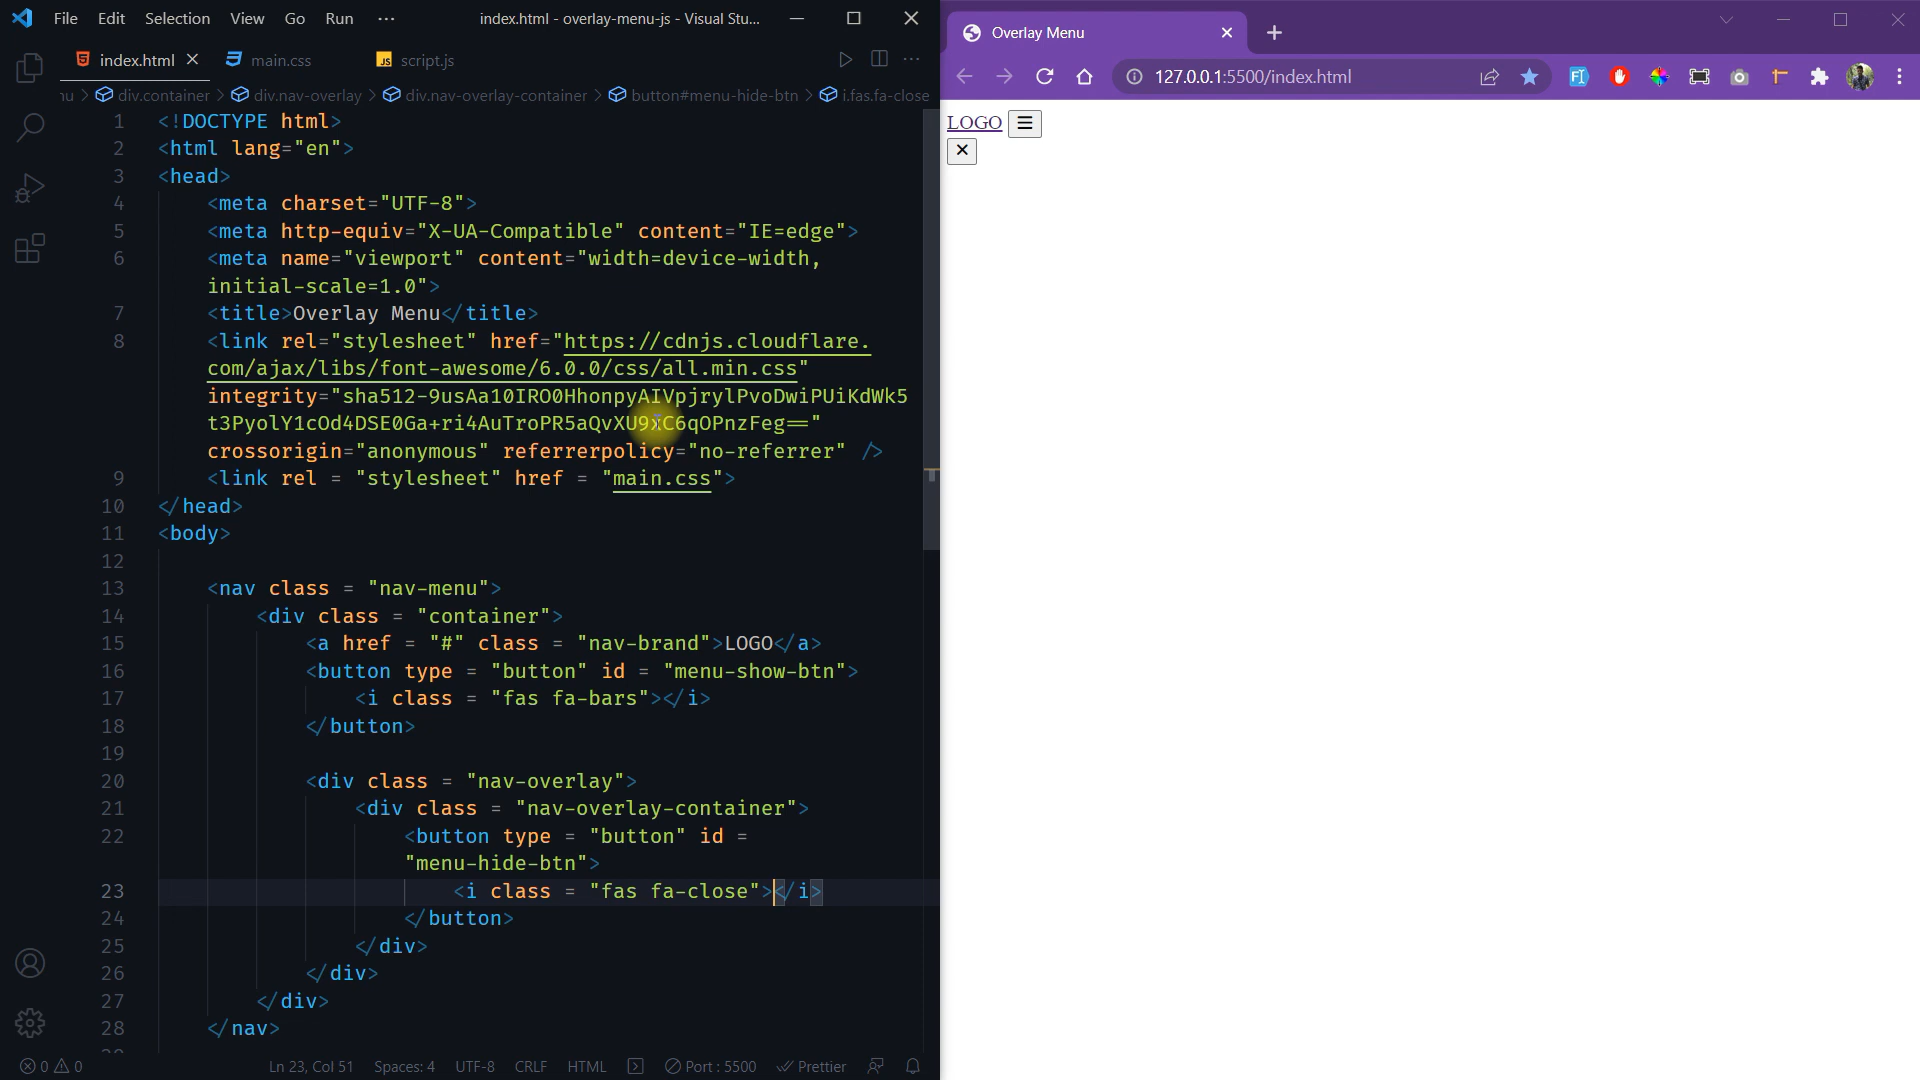 File Edit Selection View Go Run ··· index.html - overlay-menu-js - Visual Stu...
index.html main.css JS script.js
div.container > div.nav-overlay > div.nav-overlay-container > button#menu-hide-btn > i.fas.fa-close
1 <!DOCTYPE html>
2 <html lang="en">
3 <head>
4 <meta charset="UTF-8">
5 <meta http-equiv="X-UA-Compatible" content="IE=edge">
6 <meta name="viewport" content="width=device-width,
initial-scale=1.0">
7 <title>Overlay Menu</title>
8 <link rel="stylesheet" href="https://cdnjs.cloudflare.
com/ajax/libs/font-awesome/6.0.0/css/all.min.css"
integrity="sha512-9usAa10IRO0HhonpyAIVpjrylPvoDwiPUiKdWk5
t3PyolY1cOd4DSE0Ga+ri4AuTroPR5aQvXU9xC6qOPnzFeg=="
crossorigin="anonymous" referrerpolicy="no-referrer" />
9 <link rel = "stylesheet" href = "main.css">
10 </head>
11 <body>
12
13 <nav class = "nav-menu">
14 <div class = "container">
15 <a href = "#" class = "nav-brand">LOGO</a>
16 <button type = "button" id = "menu-show-btn">
17 <i class = "fas fa-bars"></i>
18 </button>
19
20 <div class = "nav-overlay">
21 <div class = "nav-overlay-container">
22 <button type = "button" id =
"menu-hide-btn">
23 <i class = "fas fa-close"></i>
24 </button>
25 </div>
26 </div>
27 </div>
28 </nav>
0 0 Ln 23, Col 51 Spaces: 4 UTF-8 CRLF HTML Port : 5500 Prettier
Overlay Menu
127.0.0.1:5500/index.html
LOGO